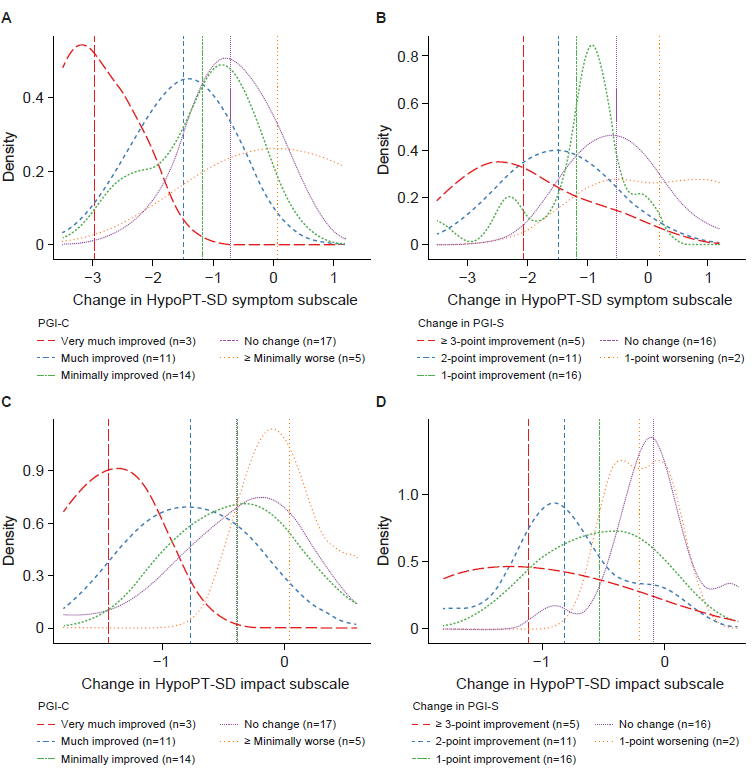 A
Density
0.4
0.2
0
−3
−2
−1
0
1
Change in HypoPT-SD symptom subscale
PGI-C
Very much improved (n=3)
Much improved (n=11)
Minimally improved (n=14)
No change (n=17)
≥ Minimally worse (n=5)
B
Density
0.8
0.6
0.4
0.2
0
−3
−2
−1
0
1
Change in HypoPT-SD symptom subscale
Change in PGI-S
≥ 3-point improvement (n=5)
2-point improvement (n=11)
1-point improvement (n=16)
No change (n=16)
1-point worsening (n=2)
C
Density
0.9
0.6
0.3
0
−1
0
Change in HypoPT-SD impact subscale
PGI-C
Very much improved (n=3)
Much improved (n=11)
Minimally improved (n=14)
No change (n=17)
≥ Minimally worse (n=5)
D
Density
1.0
0.5
0
−1
0
Change in HypoPT-SD impact subscale
Change in PGI-S
≥ 3-point improvement (n=5)
2-point improvement (n=11)
1-point improvement (n=16)
No change (n=16)
1-point worsening (n=2)